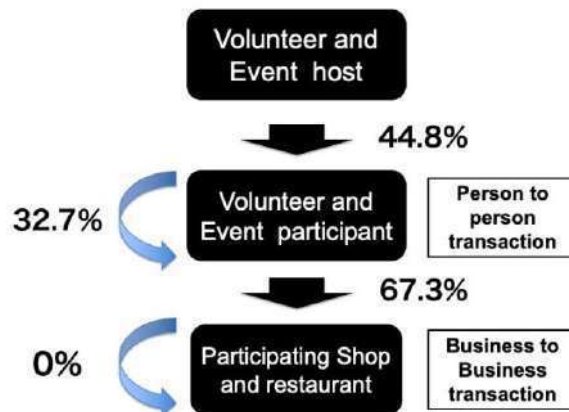 Volunteer and
Event host
44.8%
Volunteer and
Event participant
32.7%
Person to
person
transaction
67.3%
Participating Shop
and restaurant
0%
Business to
Business
transaction